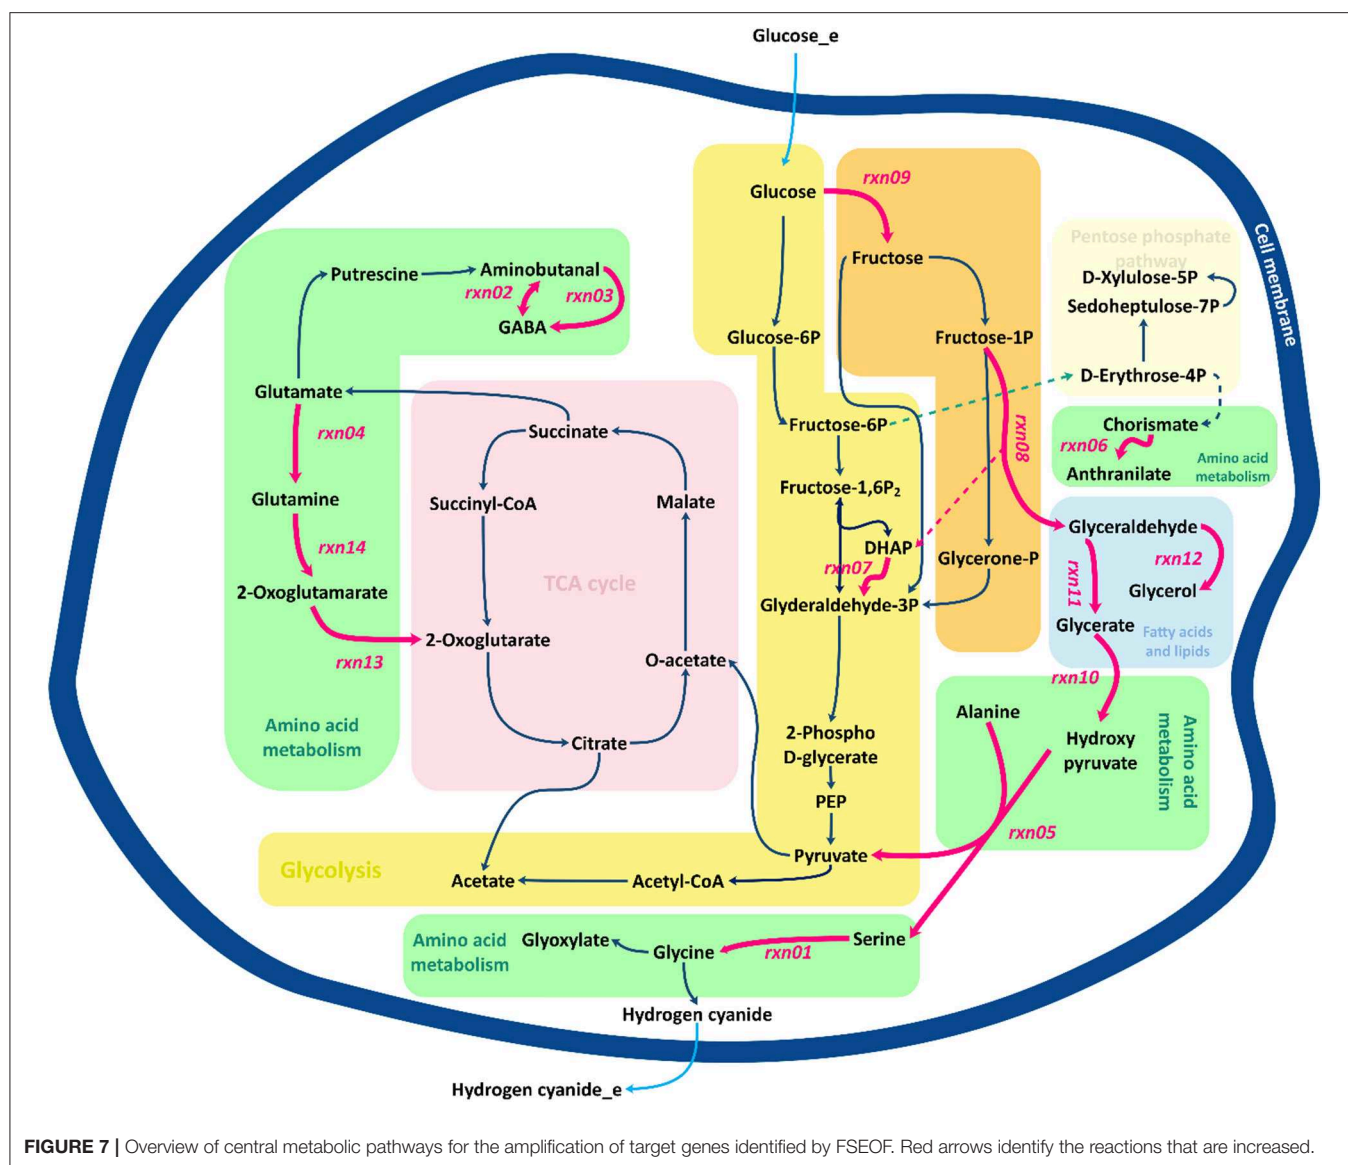 Glucose_e
Cell membrane
Glucose
rxn09
Fructose
Pentose phosphate
pathway
D-Xylulose-5P
Sedoheptulose-7P
D-Erythrose-4P
Putrescine
Aminobutanal
rxn02
rxn03
GABA
Glucose-6P
Fructose-1P
Glutamate
rxn04
Glutamine
rxn14
2-Oxoglutamarate
rxn13
Amino acid
metabolism
Succinate
Succinyl-CoA
Malate
TCA cycle
2-Oxoglutarate
O-acetate
Citrate
Fructose-6P
Fructose-1,6P₂
DHAP
rxn07
Glyderaldehyde-3P
rxn08
Glycerone-P
Chorismate
rxn06
Anthranilate
Amino acid
metabolism
Glyceraldehyde
rxn12
rxn11
Glycerol
Glycerate
Fatty acids
and lipids
rxn10
Alanine
Hydroxy
pyruvate
Amino acid
metabolism
rxn05
2-Phospho
D-glycerate
PEP
Pyruvate
Glycolysis
Acetate
Acetyl-CoA
Amino acid
metabolism
Glyoxylate
Glycine
rxn01
Serine
Hydrogen cyanide
Hydrogen cyanide_e
FIGURE 7 | Overview of central metabolic pathways for the amplification of target genes identified by FSEOF. Red arrows identify the reactions that are increased.